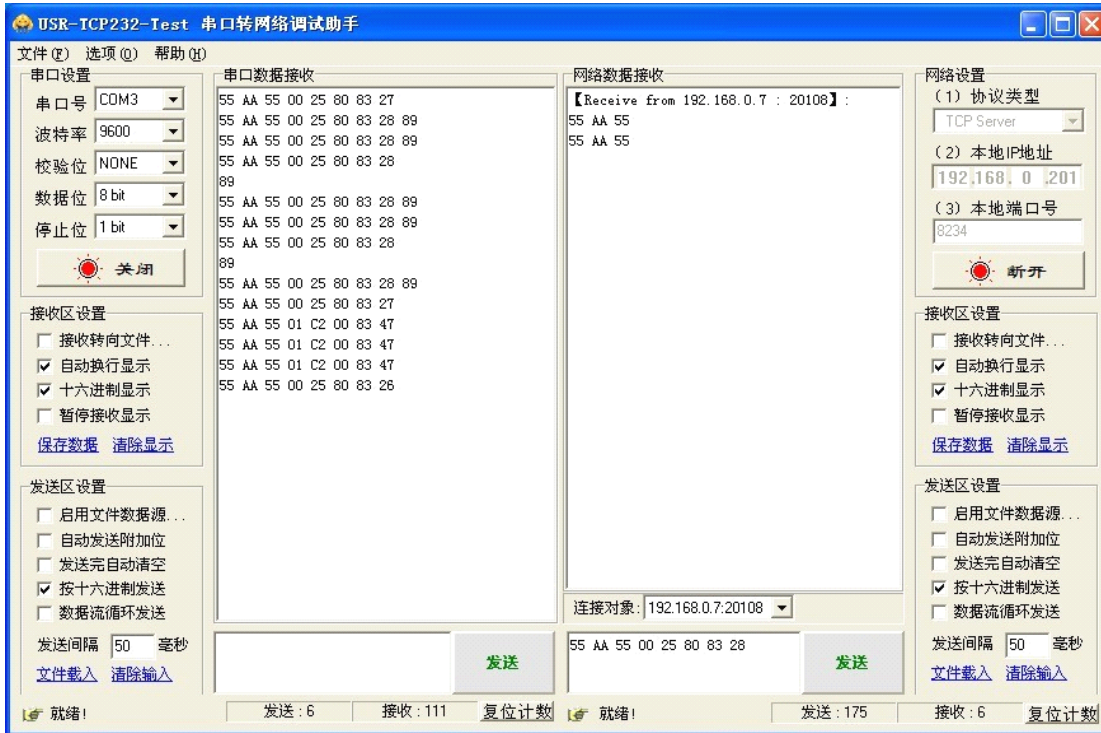 USR-TCP232-Test 串口转网络调试助手
文件(F) 选项(O) 帮助(H)
串口设置
串口号 COM3
波特率 9600
校验位 NONE
数据位 8 bit
停止位 1 bit
关闭
接收区设置
接收转向文件...
自动换行显示
十六进制显示
暂停接收显示
保存数据 清除显示
发送区设置
启用文件数据源...
自动发送附加位
发送完自动清空
按十六进制发送
数据流循环发送
发送间隔 50 毫秒
文件载入 清除输入
就绪!
串口数据接收
55 AA 55 00 25 80 83 27
55 AA 55 00 25 80 83 28 89
55 AA 55 00 25 80 83 28 89
55 AA 55 00 25 80 83 28
89
55 AA 55 00 25 80 83 28 89
55 AA 55 00 25 80 83 28 89
55 AA 55 00 25 80 83 28
89
55 AA 55 00 25 80 83 28 89
55 AA 55 00 25 80 83 27
55 AA 55 01 C2 00 83 47
55 AA 55 01 C2 00 83 47
55 AA 55 01 C2 00 83 47
55 AA 55 00 25 80 83 26
发送
发送:6 接收:111 复位计数
网络数据接收
【Receive from 192.168.0.7 : 20108】:
55 AA 55
55 AA 55
连接对象: 192.168.0.7:20108
55 AA 55 00 25 80 83 28
发送
就绪!
发送:175 接收:6 复位计数
网络设置
(1) 协议类型
TCP Server
(2) 本地IP地址
192.168. 0 .201
(3) 本地端口号
8234
断开
接收区设置
接收转向文件...
自动换行显示
十六进制显示
暂停接收显示
保存数据 清除显示
发送区设置
启用文件数据源...
自动发送附加位
发送完自动清空
按十六进制发送
数据流循环发送
发送间隔 50 毫秒
文件载入 清除输入